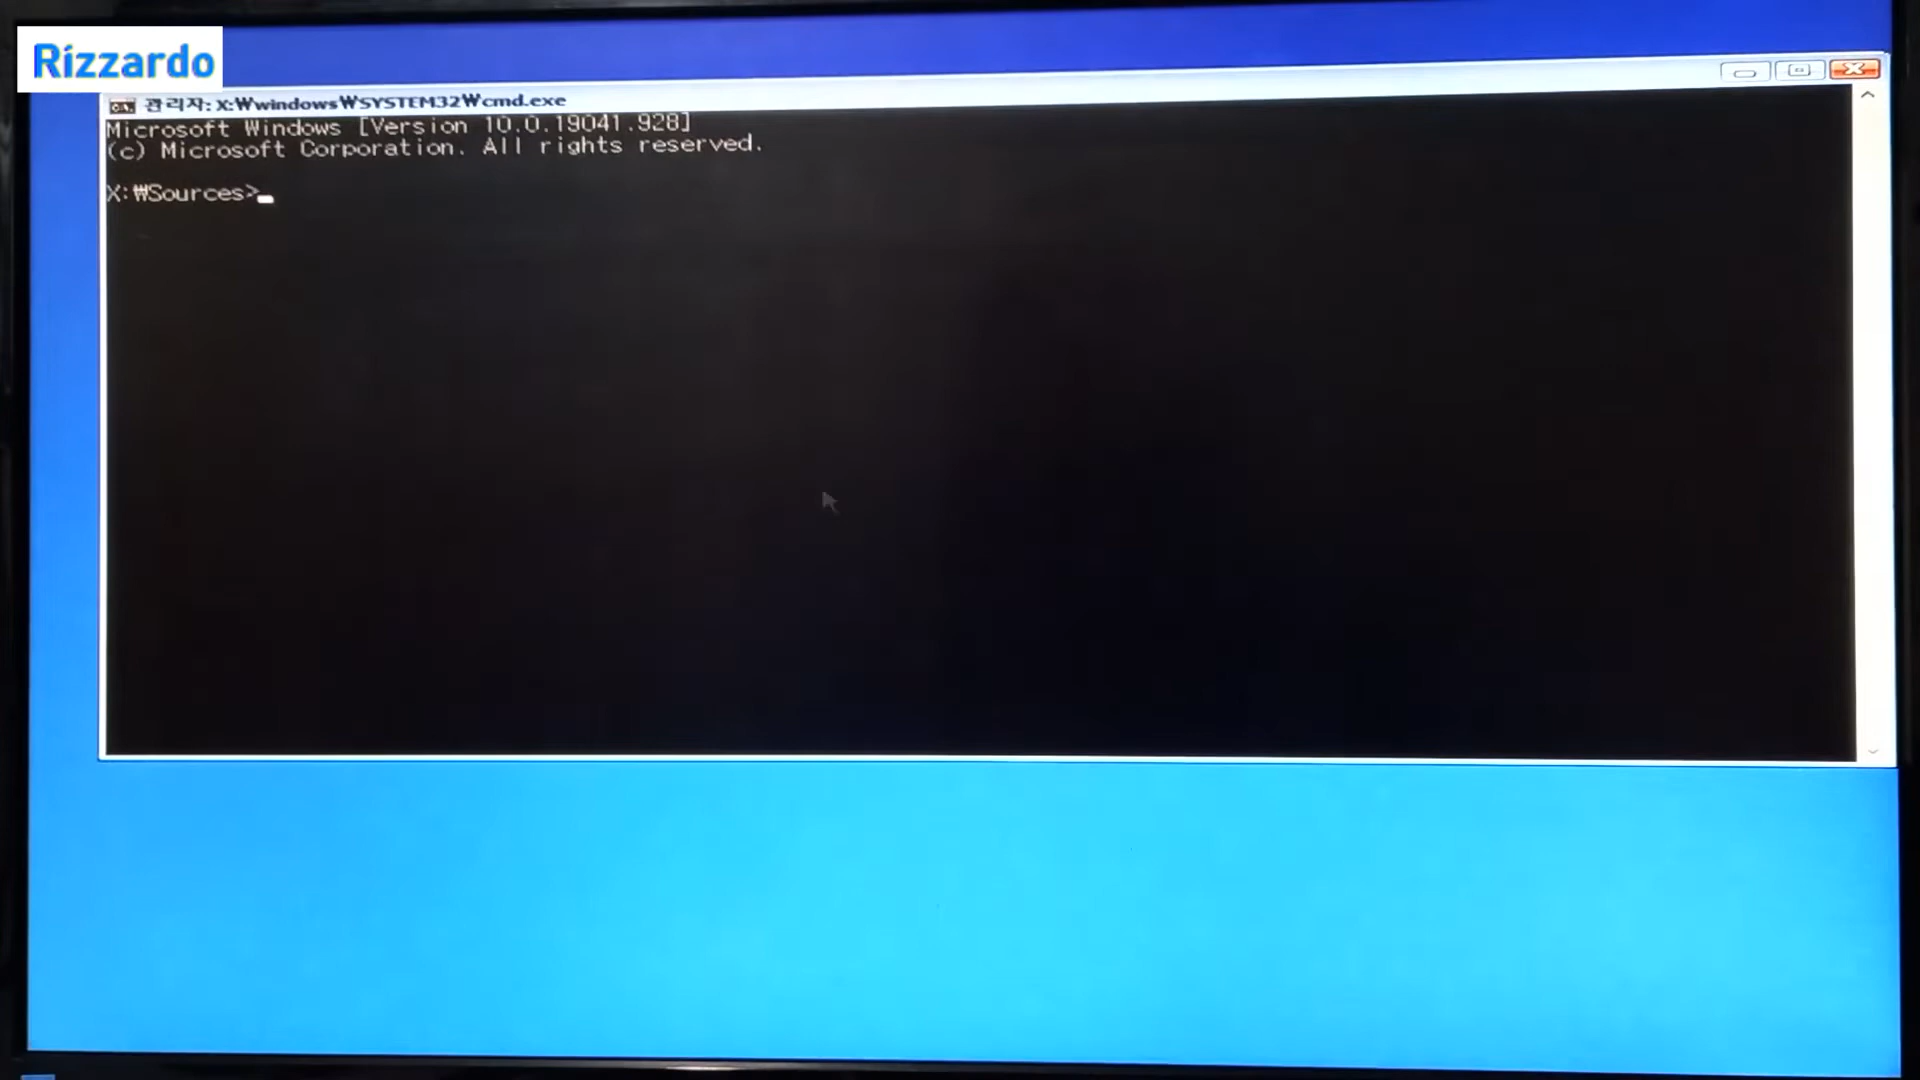 Rizzardo
관리자: X:₩windows₩SYSTEM32₩cmd.exe
Microsoft Windows [Version 10.0.19041.928]
(c) Microsoft Corporation. All rights reserved.
X:₩Sources>